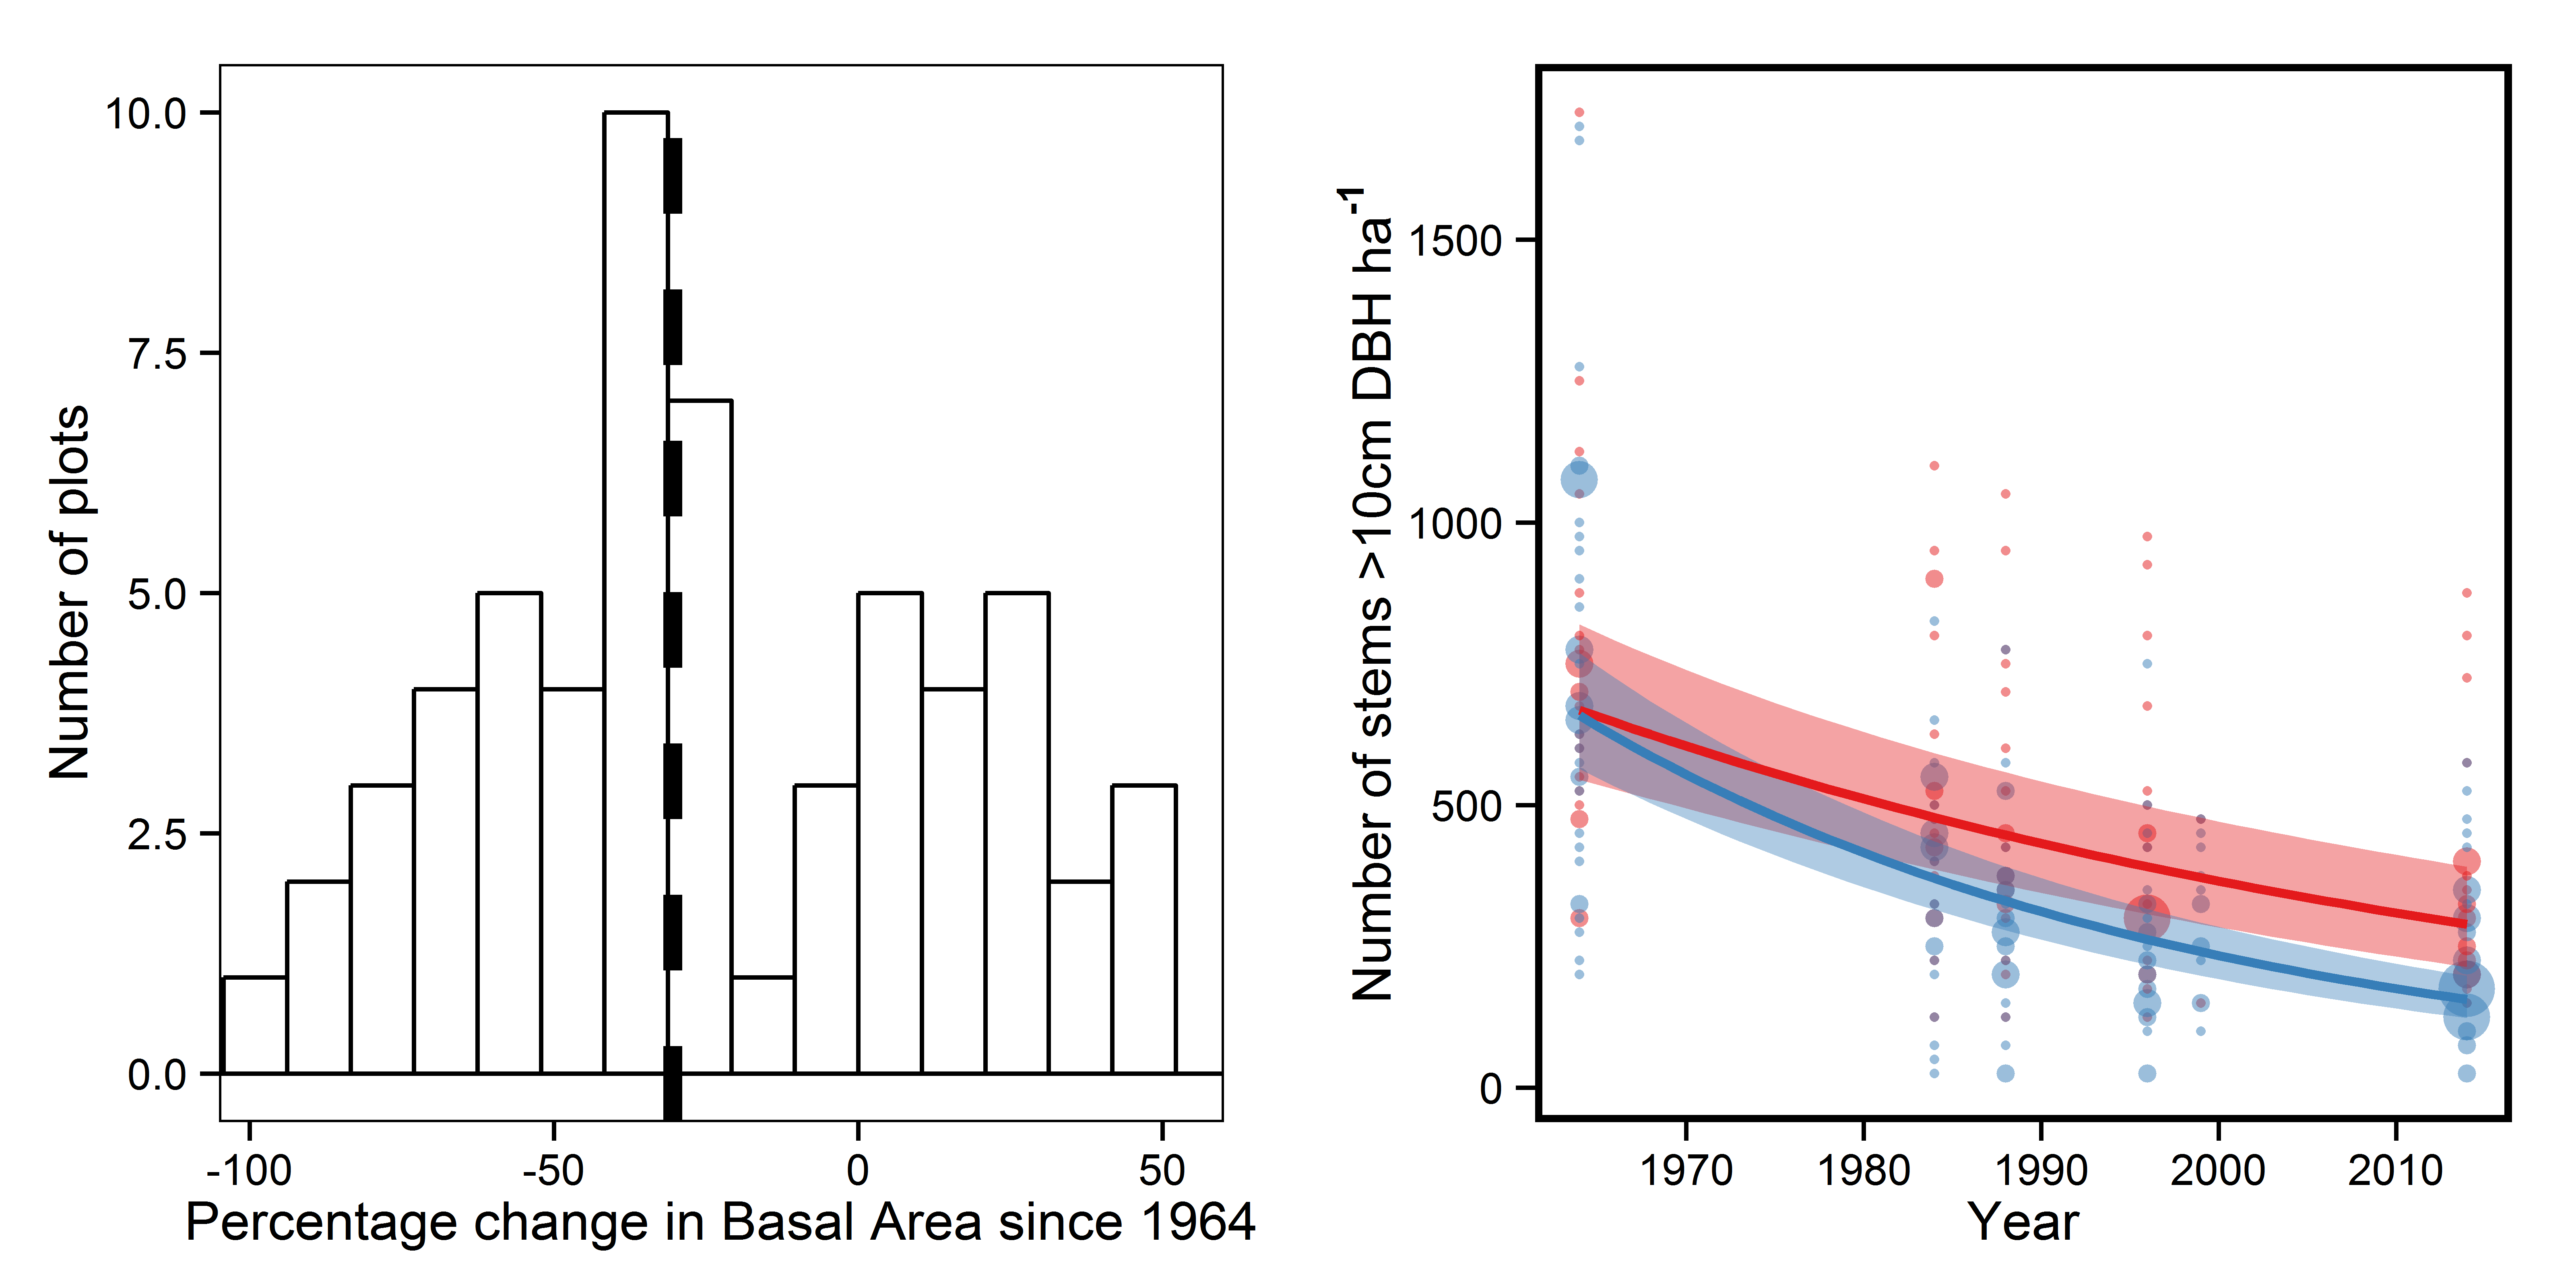 Number of plots
10.0
7.5
5.0
2.5
0.0
-100 -50 0 50
Percentage change in Basal Area since 1964
Number of stems >10cm DBH ha-1
1500
1000
500
0
1970 1980 1990 2000 2010
Year